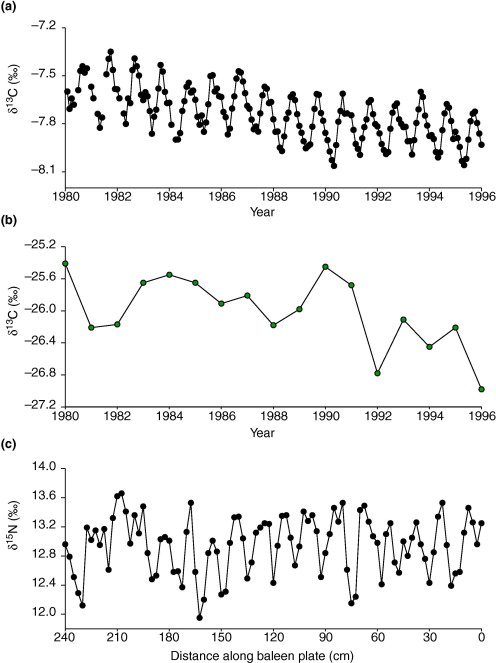 (a)
−7.2
−7.5
−7.8
−8.1
δ13C (‰)
1980 1982 1984 1986 1988 1990 1992 1994 1996
Year
(b)
−25.2
−25.6
−26.0
−26.4
−26.8
−27.2
δ13C (‰)
1980 1982 1984 1986 1988 1990 1992 1994 1996
Year
(c)
14.0
13.6
13.2
12.8
12.4
12.0
δ15N (‰)
240 210 180 150 120 90 60 30 0
Distance along baleen plate (cm)